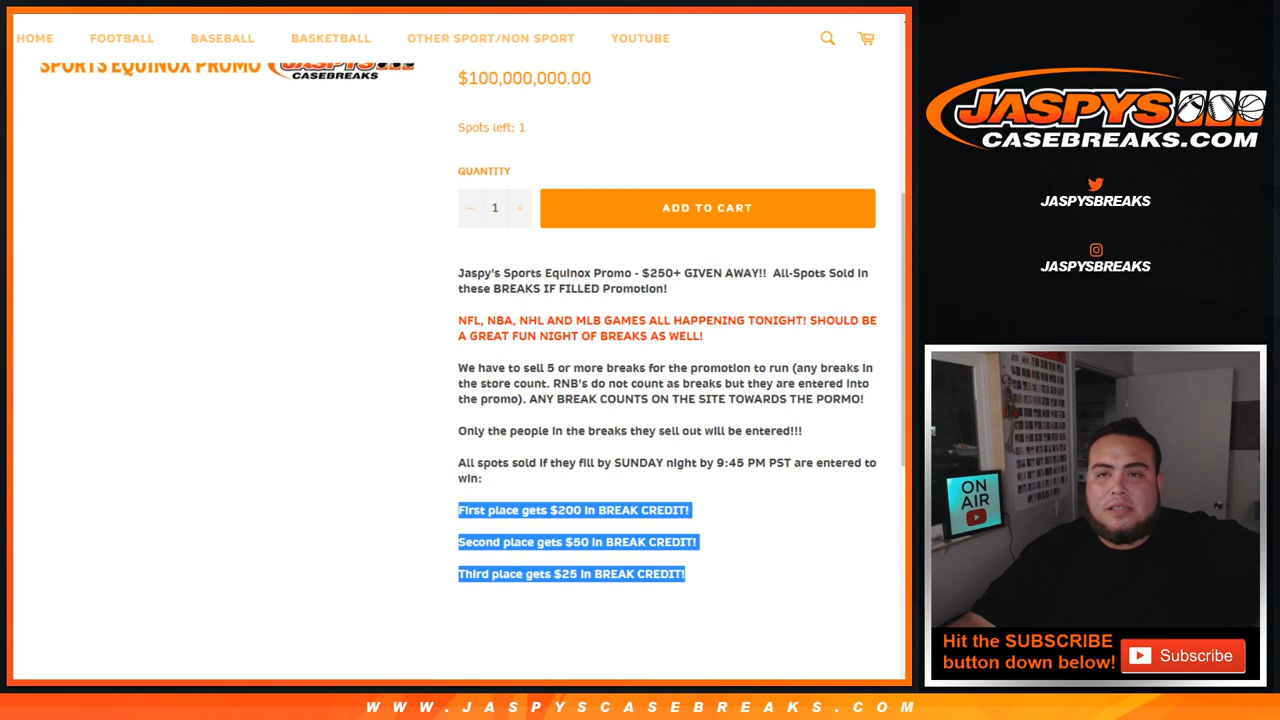 HOME FOOTBALL BASEBALL BASKETBALL OTHER SPORT/NON SPORT YOUTUBE
SPORTS EQUINOX PROMO
CASEBREAKS
$100,000,000.00
Spots left: 1
QUANTITY
− 1 + ADD TO CART
Jaspy's Sports Equinox Promo - $250+ GIVEN AWAY!! All-Spots Sold in
these BREAKS IF FILLED Promotion!
NFL, NBA, NHL AND MLB GAMES ALL HAPPENING TONIGHT! SHOULD BE
A GREAT FUN NIGHT OF BREAKS AS WELL!
We have to sell 5 or more breaks for the promotion to run (any breaks in
the store count. RNB's do not count as breaks but they are entered into
the promo). ANY BREAK COUNTS ON THE SITE TOWARDS THE PORMO!
Only the people in the breaks they sell out will be entered!!!
All spots sold if they fill by SUNDAY night by 9:45 PM PST are entered to
win:
First place gets $200 in BREAK CREDIT!
Second place gets $50 in BREAK CREDIT!
Third place gets $25 in BREAK CREDIT!
JASPYS
CASEBREAKS.COM
JASPYSBREAKS
JASPYSBREAKS
ON
AIR
Hit the SUBSCRIBE
button down below!
Subscribe
WWW.JASPYSCASEBREAKS.COM